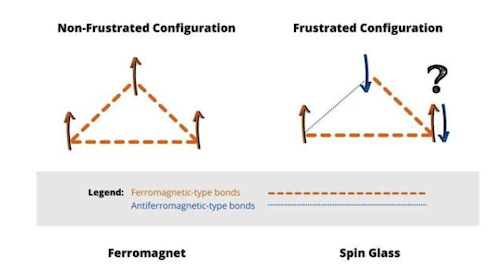 Non-Frustrated Configuration
Frustrated Configuration
?
Legend: Ferromagnetic-type bonds
Antiferromagnetic-type bonds
Ferromagnet
Spin Glass